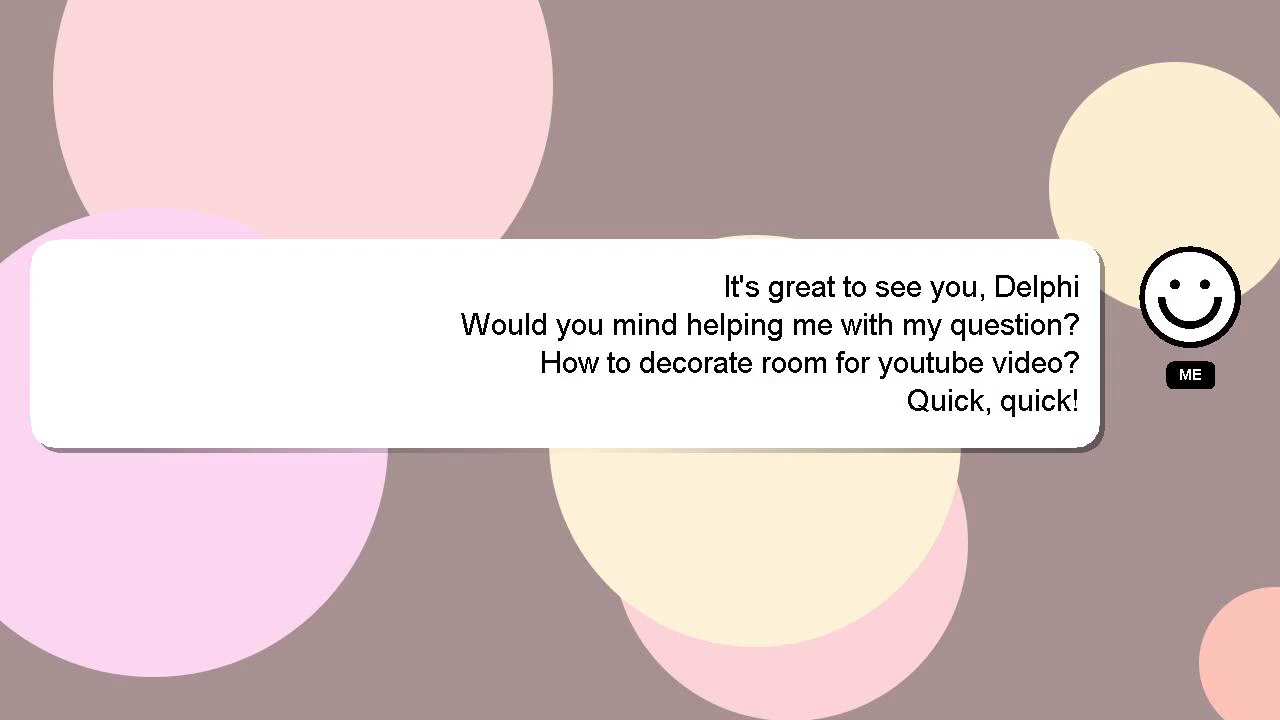 It's great to see you, Delphi
Would you mind helping me with my question?
How to decorate room for youtube video?
Quick, quick!
ME